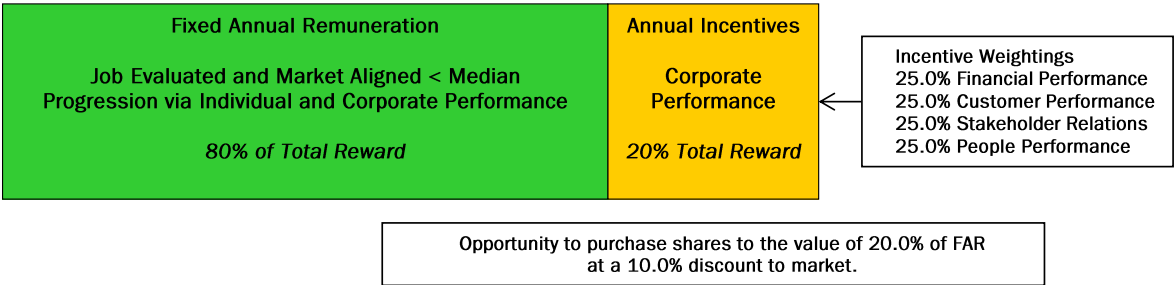 Fixed Annual Remuneration
Job Evaluated and Market Aligned < Median
Progression via Individual and Corporate Performance
80% of Total Reward
Annual Incentives
Corporate
Performance
20% Total Reward
Incentive Weightings
25.0% Financial Performance
25.0% Customer Performance
25.0% Stakeholder Relations
25.0% People Performance
Opportunity to purchase shares to the value of 20.0% of FAR
at a 10.0% discount to market.